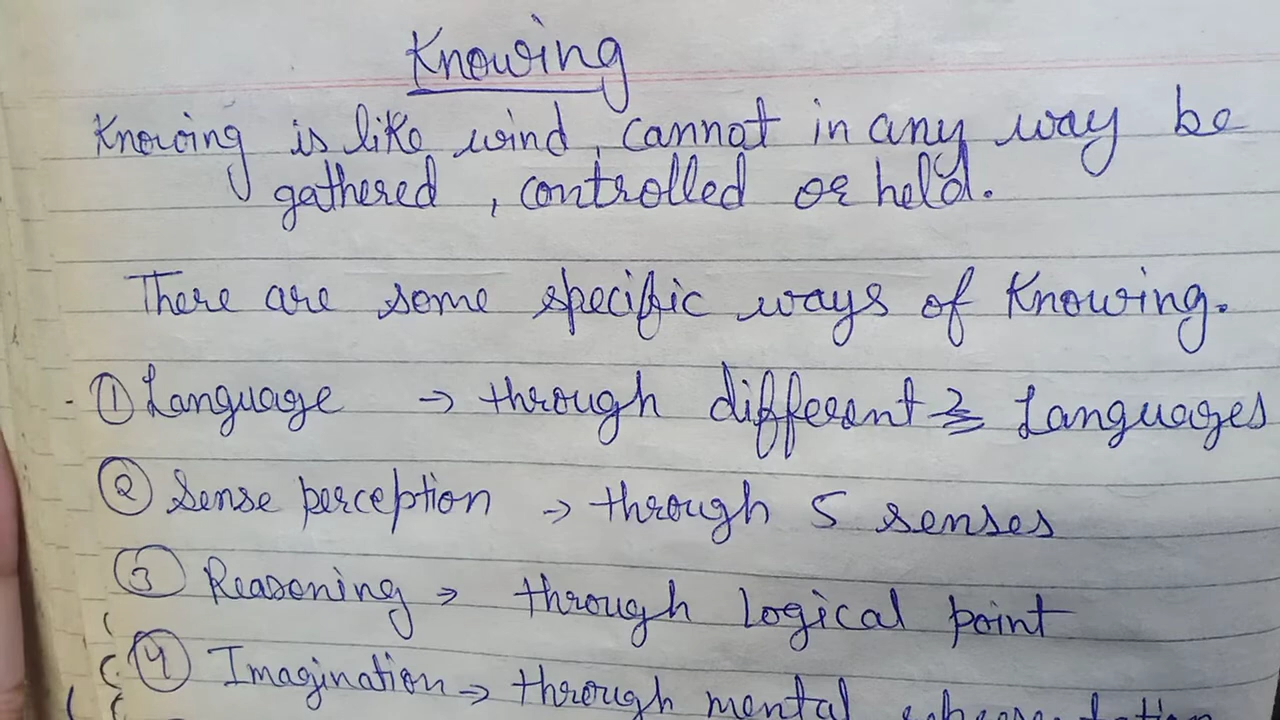 Knowing
Knowing is like wind, cannot in any way be
gathered, controlled or held.
There are some specific ways of Knowing.
① Language → through different Languages
② Sense perception → through 5 senses
③ Reasoning → through logical point
④ Imagination → through mental